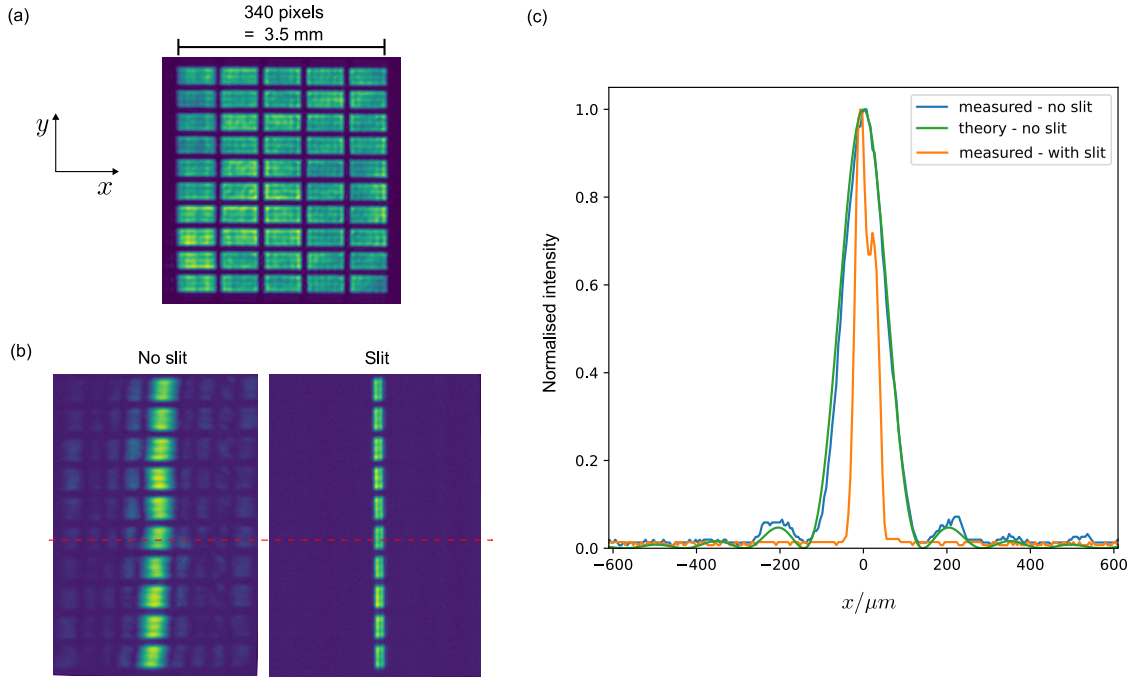 (a)
340 pixels
= 3.5 mm
y
x
(b)
No slit
Slit
(c)
measured - no slit
theory - no slit
measured - with slit
Normalised intensity
1.0
0.8
0.6
0.4
0.2
0.0
−600
−400
−200
0
200
400
600
x/μm